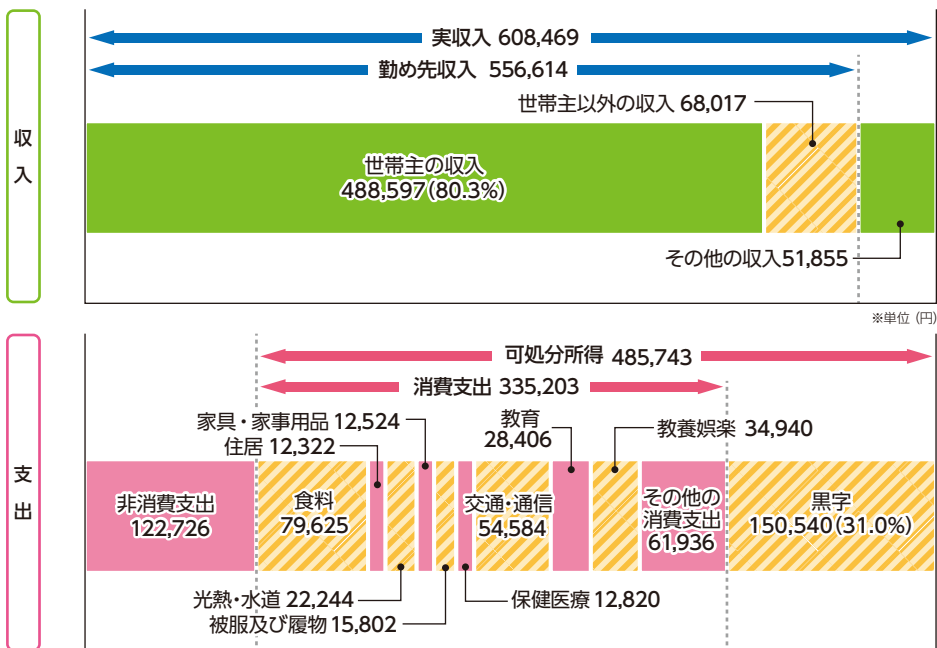 収入
実収入 608,469
勤め先収入 556,614
世帯主以外の収入 68,017
世帯主の収入
488,597(80.3%)
その他の収入51,855
※単位(円)
支出
可処分所得 485,743
消費支出 335,203
家具・家事用品 12,524
住居 12,322
教育
28,406
教養娯楽 34,940
非消費支出
122,726
食料
79,625
交通・通信
54,584
その他の
消費支出
61,936
黒字
150,540(31.0%)
光熱・水道 22,244
被服及び履物 15,802
保健医療 12,820